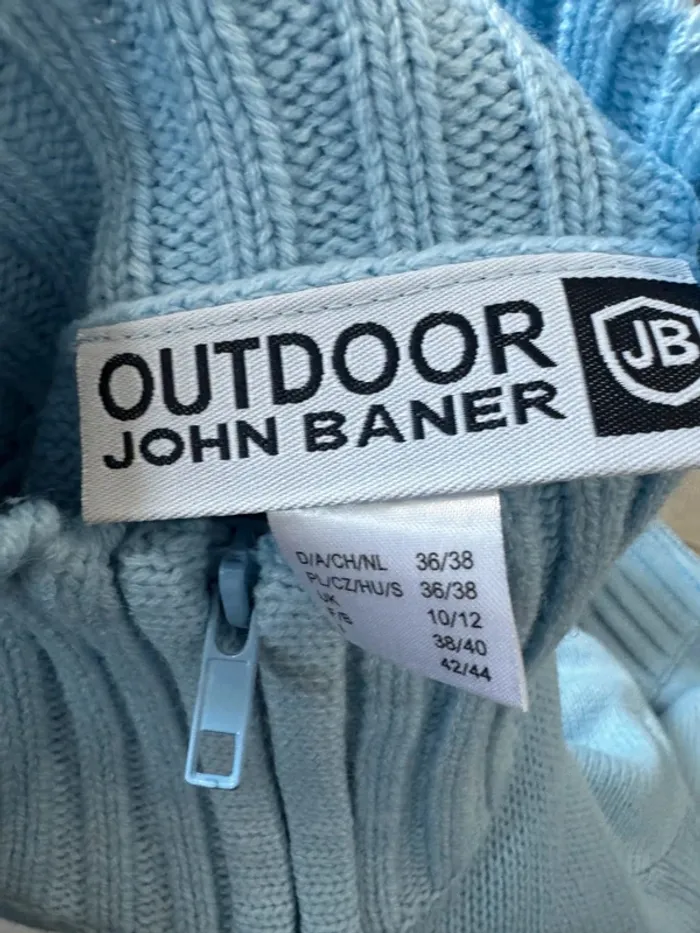 OUTDOOR
JOHN BANER
JB
D/A/CH/NL 36/38
PL/CZ/HU/S 36/38
UK 10/12
F/B 38/40
42/44